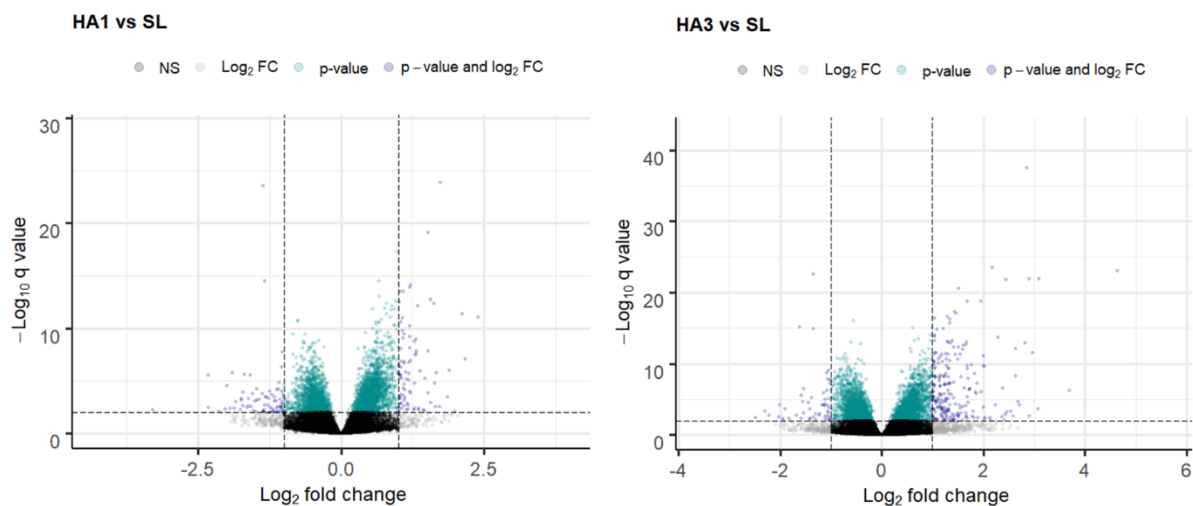 HA1 vs SL
NS Log₂ FC p-value p – value and log₂ FC
30
20
10
0
– Log₁₀ q value
-2.5 0.0 2.5
Log₂ fold change
HA3 vs SL
NS Log₂ FC p-value p – value and log₂ FC
40
30
20
10
0
– Log₁₀ q value
-4 -2 0 2 4 6
Log₂ fold change